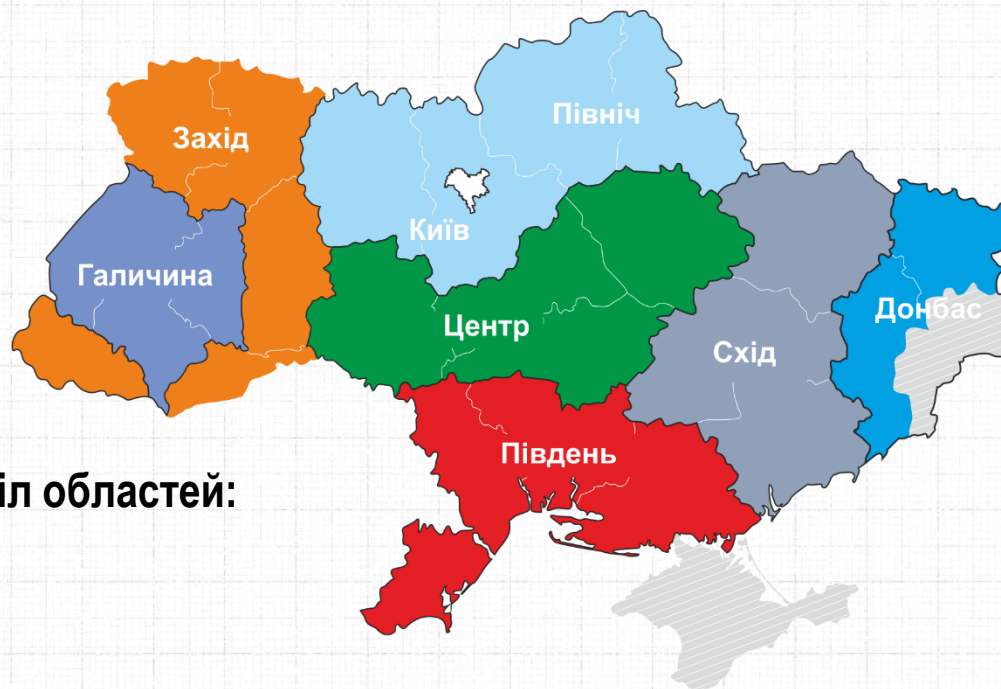 Північ
Захід
Київ
Галичина
Донбас
Центр
Схід
Південь
іл областей: